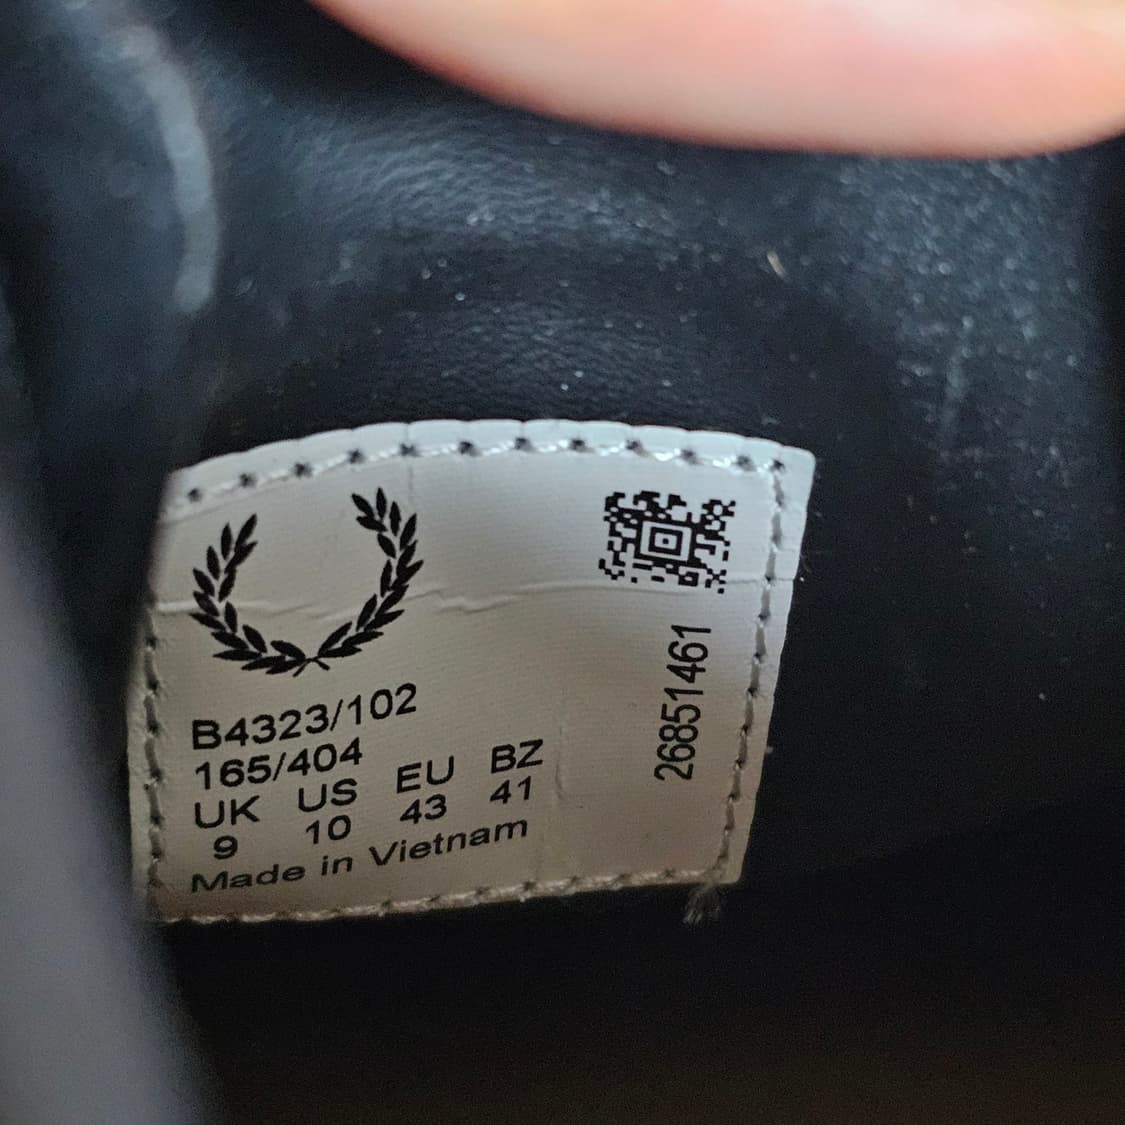 B4323/102
165/404
UK US EU BZ
9 10 43 41
Made in Vietnam
26851461